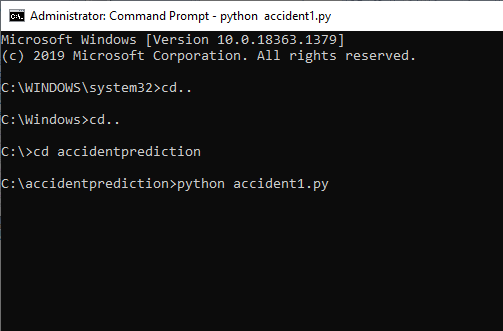 Administrator: Command Prompt - python  accident1.py
Microsoft Windows [Version 10.0.18363.1379]
(c) 2019 Microsoft Corporation. All rights reserved.
C:\WINDOWS\system32>cd..
C:\Windows>cd..
C:\>cd accidentprediction
C:\accidentprediction>python accident1.py